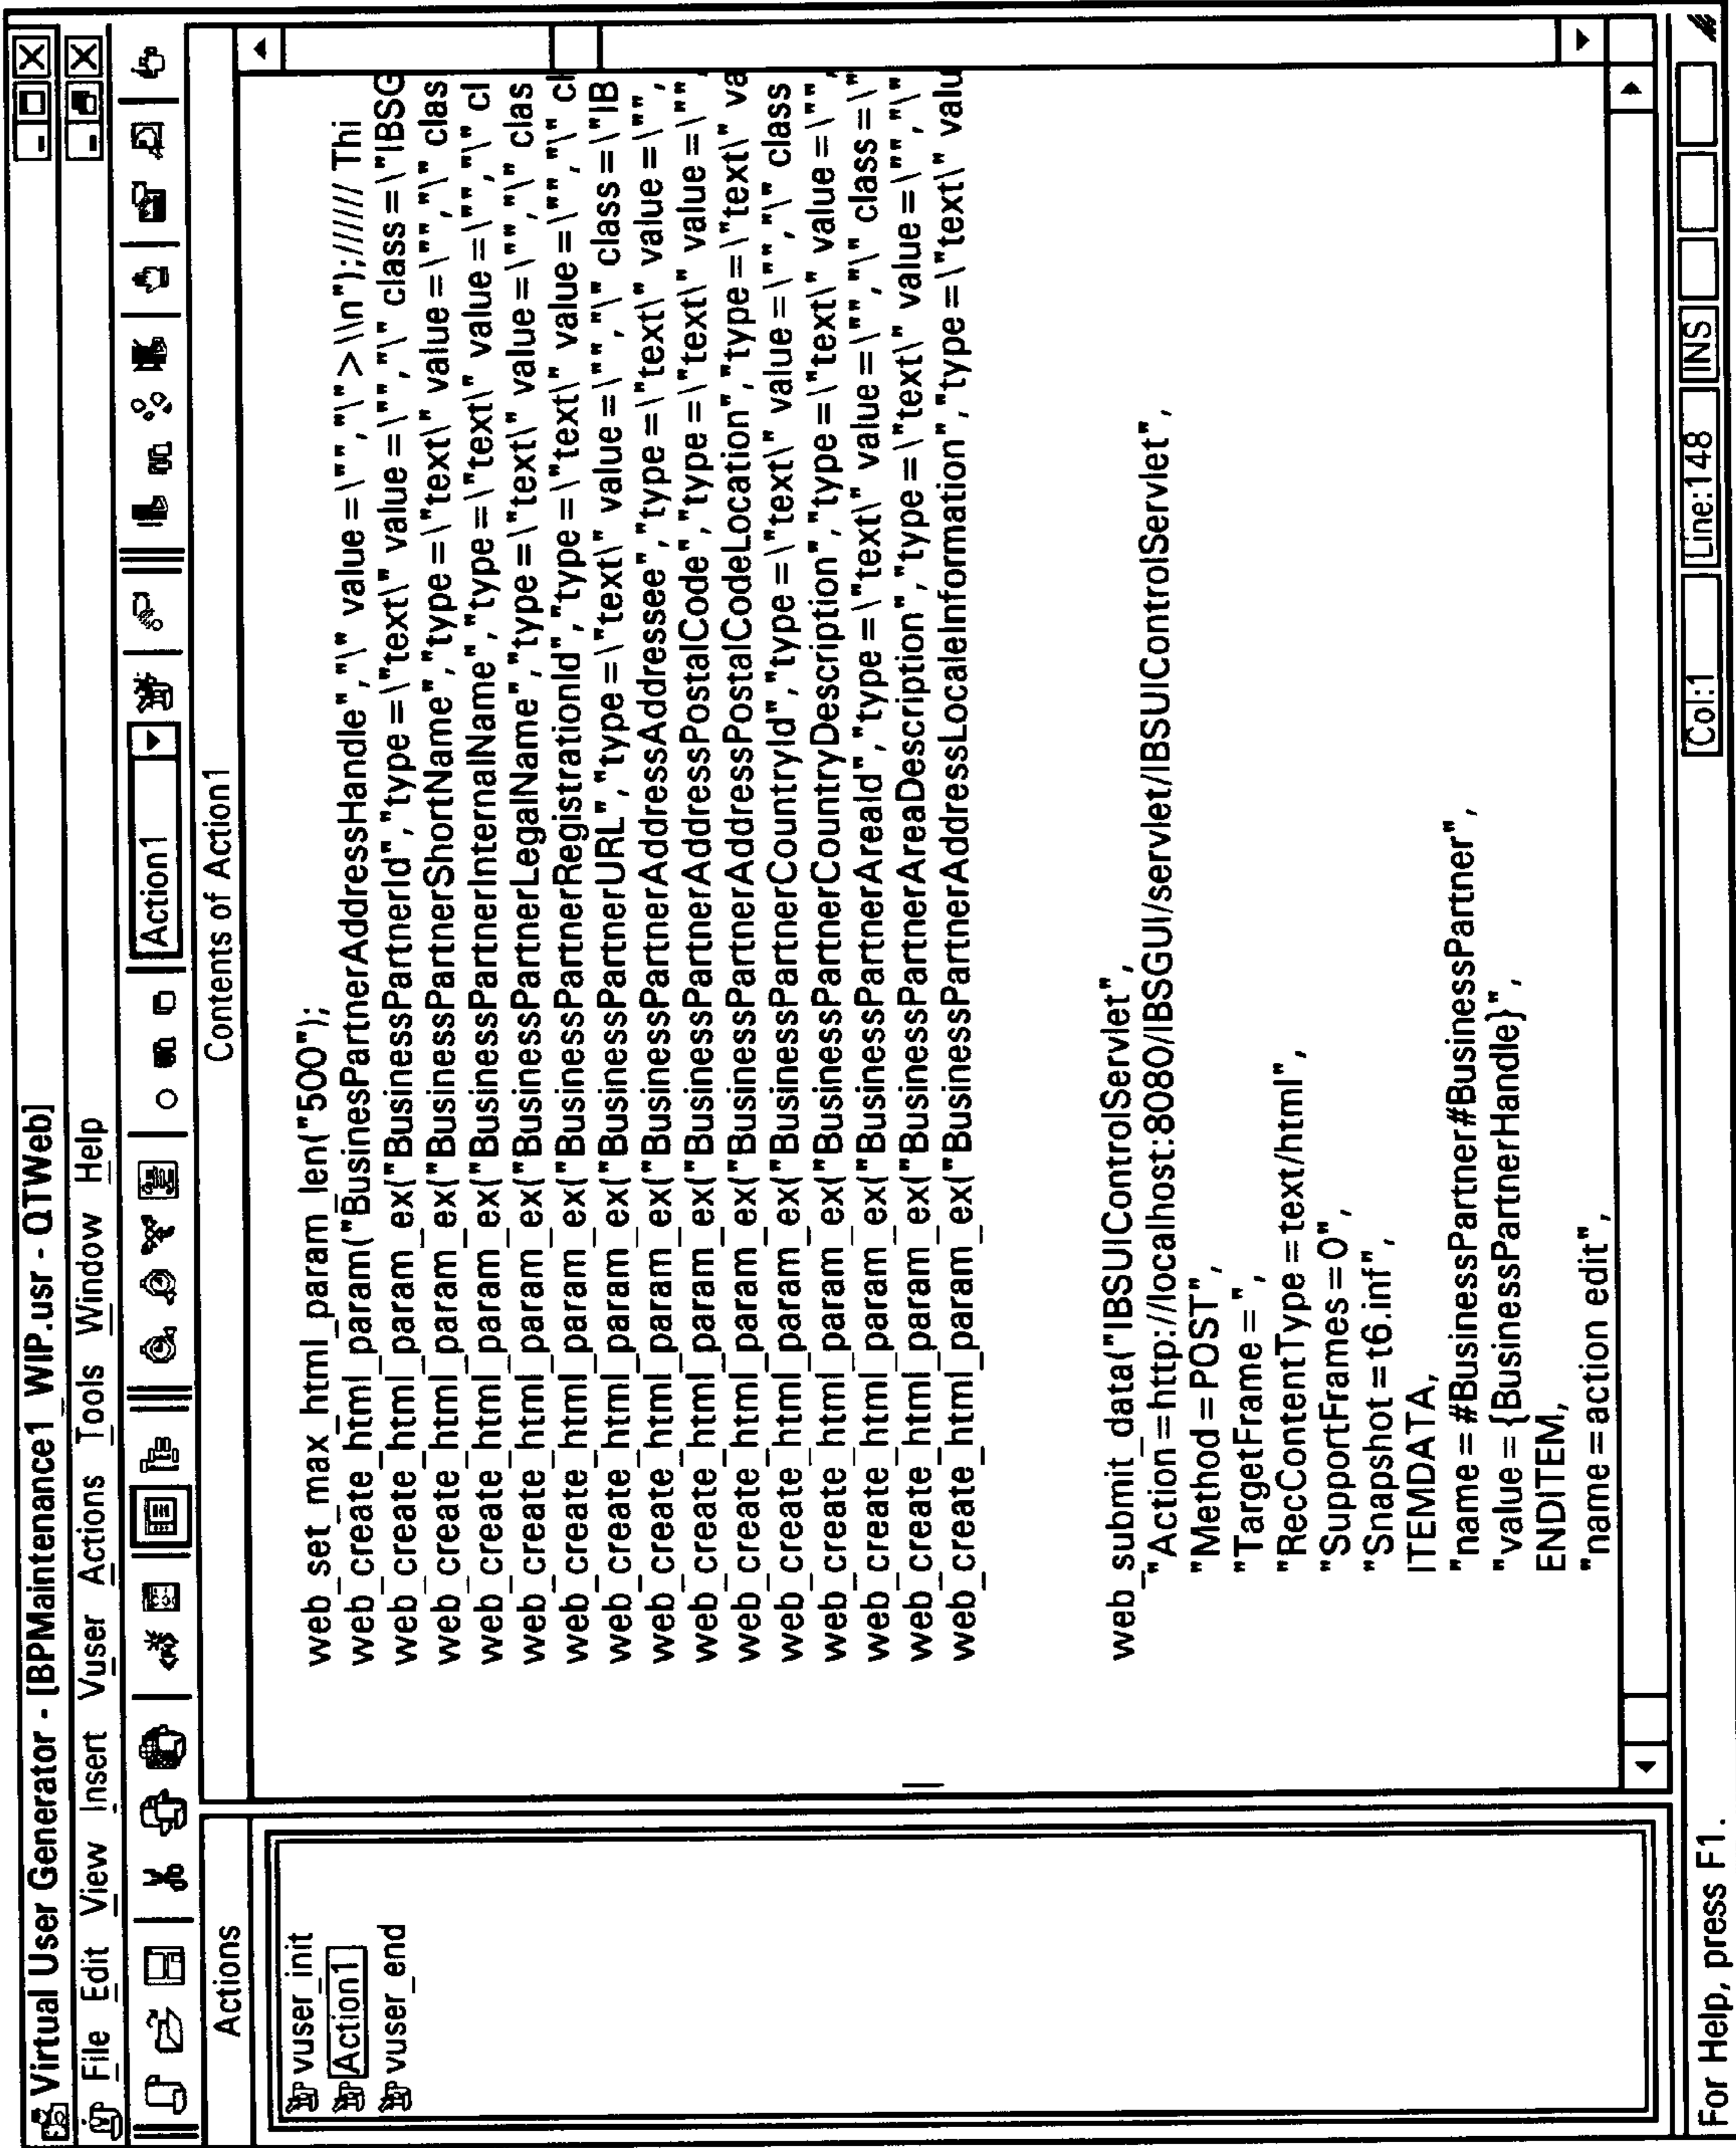 Virtual User Generator - [BPMaintenance1_WIP.usr - QTWeb]
File Edit View Insert Vuser Actions Tools Window Help
Action1
Actions
Contents of Action1
vuser_init
Action1
vuser_end
web_set_max_html_param_len("500");
web_create_html_param("BusinesPartnerAddressHandle","\" value=\"","\">\\n");////// Thi
web_create_html_param_ex("BusinessPartnerId","type=\"text\" value=\"","\" class=\"IBSG
web_create_html_param_ex("BusinessPartnerShortName","type=\"text\" value=\"","\" clas
web_create_html_param_ex("BusinessPartnerInternalName","type=\"text\" value=\"","\" cl
web_create_html_param_ex("BusinessPartnerLegalName","type=\"text\" value=\"","\" clas
web_create_html_param_ex("BusinessPartnerRegistrationId","type=\"text\" value=\"","\" cl
web_create_html_param_ex("BusinessPartnerURL","type=\"text\" value=\"","\" class=\"IB
web_create_html_param_ex("BusinessPartnerAddressAddressee","type=\"text\" value=\"",
web_create_html_param_ex("BusinessPartnerAddressPostalCode","type=\"text\" value=\"",
web_create_html_param_ex("BusinessPartnerAddressPostalCodeLocation","type=\"text\" va
web_create_html_param_ex("BusinessPartnerCountryId","type=\"text\" value=\"","\" class
web_create_html_param_ex("BusinessPartnerCountryDescription","type=\"text\" value=\"",
web_create_html_param_ex("BusinessPartnerAreaId","type=\"text\" value=\"","\" class=\"
web_create_html_param_ex("BusinessPartnerAreaDescription","type=\"text\" value=\"","\"
web_create_html_param_ex("BusinessPartnerAddressLocaleInformation","type=\"text\" valu
web_submit_data("IBSUIControlServlet",
"Action=http://localhost:8080/IBSGUI/servlet/IBSUIControlServlet",
"Method=POST",
"TargetFrame=",
"RecContentType=text/html",
"SupportFrames=0",
"Snapshot=t6.inf",
ITEMDATA,
"name=#BusinessPartner#BusinessPartner",
"value={BusinessPartnerHandle}",
ENDITEM,
"name=action edit",
For Help, press F1.
Col:1
Line:148
INS